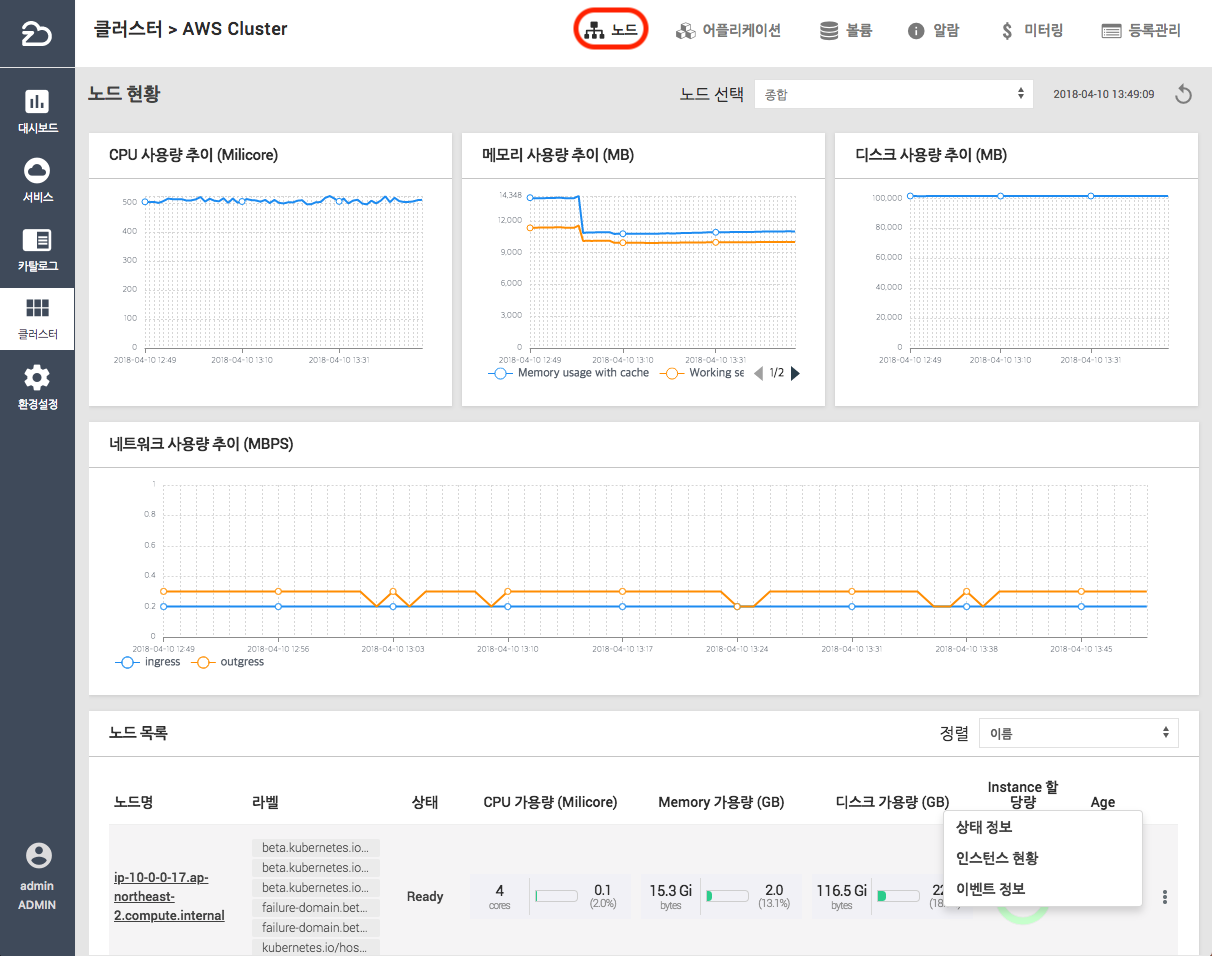 클러스터 > AWS Cluster
노드
어플리케이션
볼륨
알람
미터링
등록관리
대시보드
서비스
카탈로그
클러스터
환경설정
admin
ADMIN
노드 현황
노드 선택
종합
2018-04-10 13:49:09
CPU 사용량 추이 (Milicore)
500
400
300
200
100
0
2018-04-10 12:49
2018-04-10 13:10
2018-04-10 13:31
메모리 사용량 추이 (MB)
14,348
12,000
9,000
6,000
3,000
0
2018-04-10 12:49
2018-04-10 13:10
2018-04-10 13:31
Memory usage with cache
Working se
1/2
디스크 사용량 추이 (MB)
100,000
80,000
60,000
40,000
20,000
0
2018-04-10 12:49
2018-04-10 13:10
2018-04-10 13:31
네트워크 사용량 추이 (MBPS)
1
0.8
0.6
0.4
0.2
0
2018-04-10 12:49
2018-04-10 12:56
2018-04-10 13:03
2018-04-10 13:10
2018-04-10 13:17
2018-04-10 13:24
2018-04-10 13:31
2018-04-10 13:38
2018-04-10 13:45
ingress
outgress
노드 목록
정렬
이름
노드명
라벨
상태
CPU 가용량 (Milicore)
Memory 가용량 (GB)
디스크 가용량 (GB)
Instance 할
당량
Age
ip-10-0-0-17.ap-
northeast-
2.compute.internal
beta.kubernetes.io...
beta.kubernetes.io...
beta.kubernetes.io...
failure-domain.bet...
failure-domain.bet...
kubernetes.io/hos...
Ready
4
cores
0.1
(2.0%)
15.3 Gi
bytes
2.0
(13.1%)
116.5 Gi
bytes
22
(18.
상태 정보
인스턴스 현황
이벤트 정보